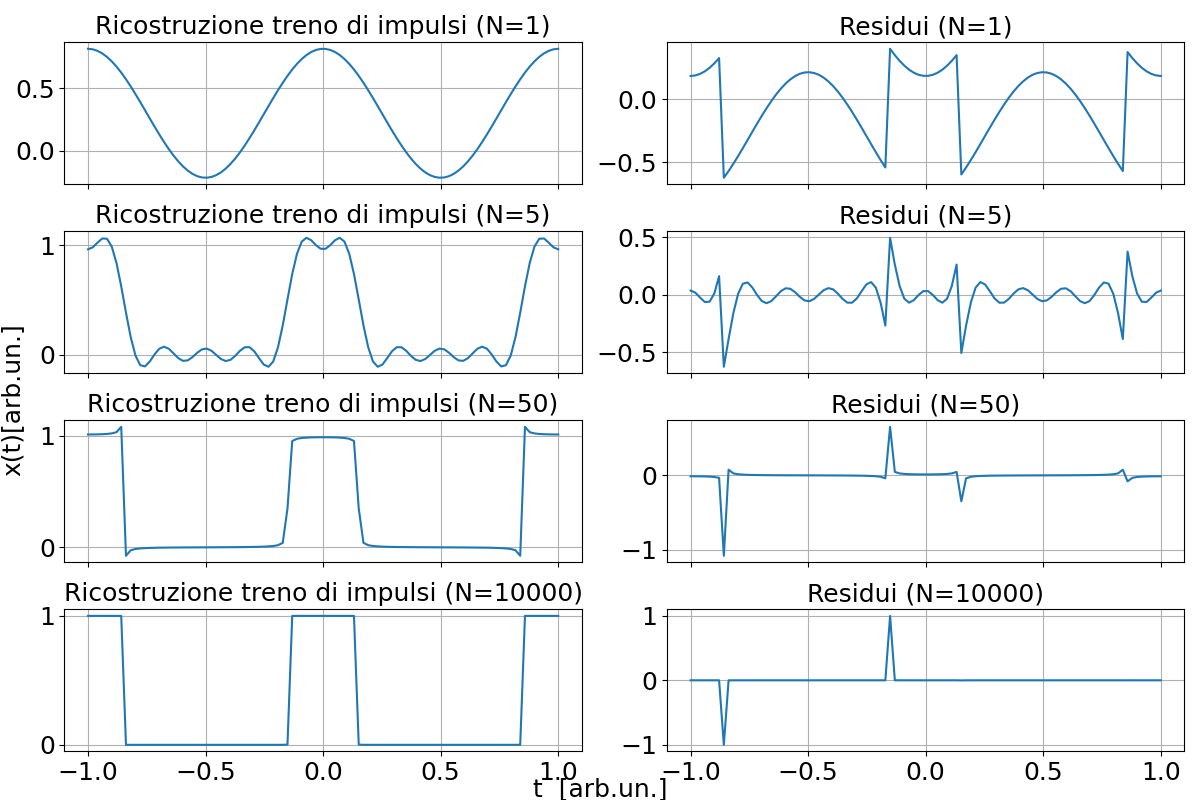 Ricostruzione treno di impulsi (N=1)
0.5
0.0
Residui (N=1)
0.0
−0.5
Ricostruzione treno di impulsi (N=5)
1
0
Residui (N=5)
0.5
0.0
−0.5
x(t)[arb.un.]
Ricostruzione treno di impulsi (N=50)
1
0
Residui (N=50)
0
−1
Ricostruzione treno di impulsi (N=10000)
1
0
−1.0 −0.5 0.0 0.5 1.0
Residui (N=10000)
1
0
−1
−1.0 −0.5 0.0 0.5 1.0
t [arb.un.]